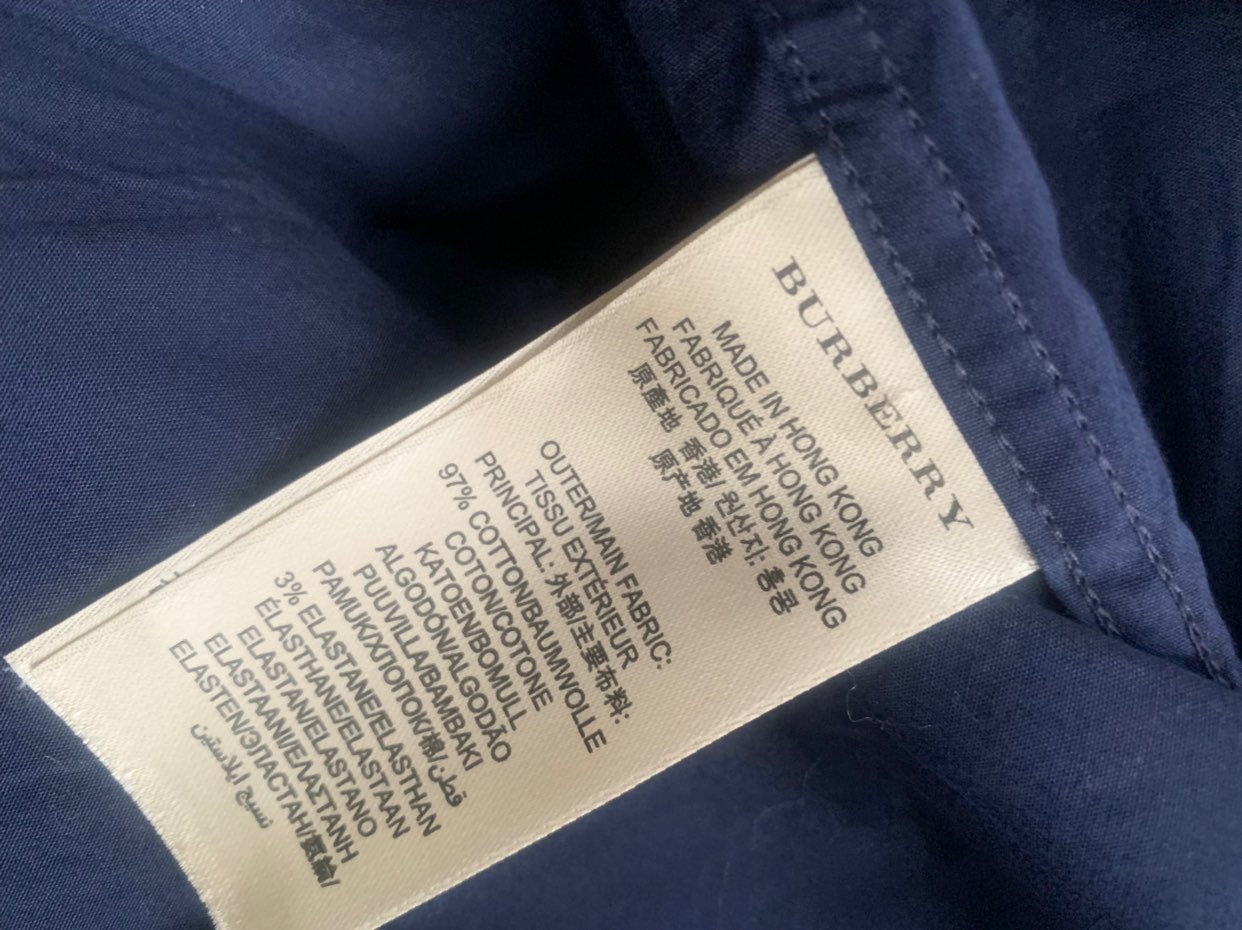 BURBERRY
MADE IN HONG KONG
FABRIQUÉ À HONG KONG
FABRICADO EM HONG KONG
原產地 香港/ 원산지: 홍콩
原产地 香港
OUTER/MAIN FABRIC:
TISSU EXTÉRIEUR
PRINCIPAL: 外部/主要布料:
97% COTTON/BAUMWOLLE
COTON/COTONE
KATOEN/BOMULL
ALGODÓN/ALGODÃO
PUUVILLA/BAMBAKI
PAMUK/ХЛОПОК/棉/قطن
3% ELASTANE/ELASTHAN
ÉLASTHANE/ELASTAAN
ELASTAN/ELASTANO
ELASTAANI/ΕΛΑΣΤΑΝΗ
ELASTEN/ЭЛАСТАН/氨綸/
نسيج ايلاستين